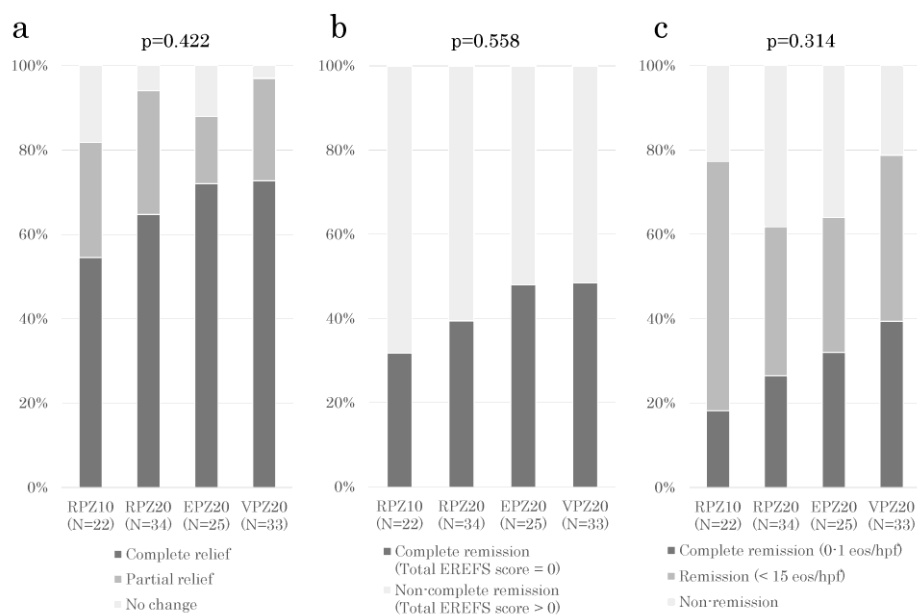 a
p=0.422
100%
80%
60%
40%
20%
0%
RPZ10 RPZ20 EPZ20 VPZ20
(N=22) (N=34) (N=25) (N=33)
Complete relief
Partial relief
No change
b
p=0.558
100%
80%
60%
40%
20%
0%
RPZ10 RPZ20 EPZ20 VPZ20
(N=22) (N=34) (N=25) (N=33)
Complete remission
(Total EREFS score = 0)
Non-complete remission
(Total EREFS score > 0)
c
p=0.314
100%
80%
60%
40%
20%
0%
RPZ10 RPZ20 EPZ20 VPZ20
(N=22) (N=34) (N=25) (N=33)
Complete remission (0-1 eos/hpf)
Remission (< 15 eos/hpf)
Non-remission